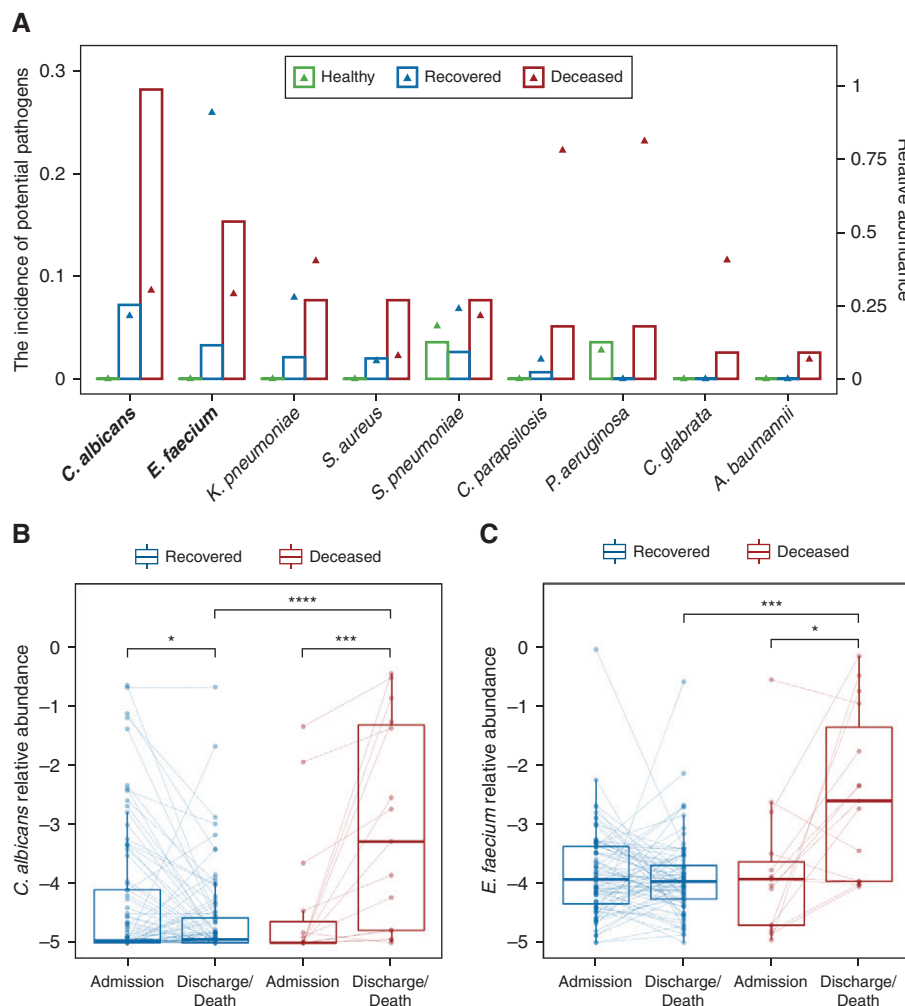 A
The incidence of potential pathogens
0.3
0.2
0.1
0
Healthy
Recovered
Deceased
1
0.75
0.5
0.25
0
Relative abundance
C. albicans
E. faecium
K. pneumoniae
S. aureus
S. pneumoniae
C. parapsilosis
P. aeruginosa
C. glabrata
A. baumannii
B
Recovered
Deceased
C. albicans relative abundance
0
–1
–2
–3
–4
–5
*
****
***
Admission
Discharge/
Death
Admission
Discharge/
Death
C
Recovered
Deceased
E. faecium relative abundance
0
–1
–2
–3
–4
–5
***
*
Admission
Discharge/
Death
Admission
Discharge/
Death